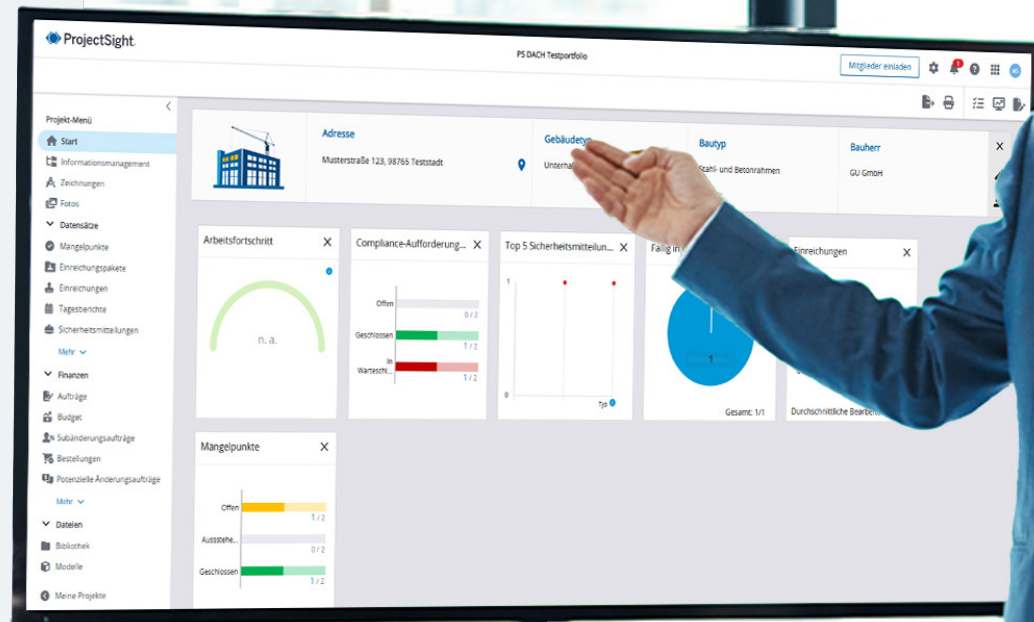 ProjectSight
PS DACH Testportfolio
Mitglieder einladen
1
Projekt-Menü
Start
Informationsmanagement
Zeichnungen
Fotos
Datensätze
Mangelpunkte
Einreichungspakete
Einreichungen
Tagesberichte
Sicherheitsmitteilungen
Mehr
Finanzen
Aufträge
Budget
Subänderungsaufträge
Bestellungen
Potenzielle Änderungsaufträge
Mehr
Dateien
Bibliothek
Modelle
Meine Projekte
Adresse
Musterstraße 123, 98765 Teststadt
Gebäudetyp
Bautyp
Stahl- und Betonrahmen
Bauherr
GU GmbH
Arbeitsfortschritt X
n. a.
Compliance-Aufforderung... X
Offen
0 / 2
Geschlossen
1 / 2
In
Warteschl...
1 / 2
Top 5 Sicherheitsmitteilun... X
1
0
Typ
Fällig in
1
Gesamt: 1/1
Einreichungen X
Durchschnittliche
Mangelpunkte X
Offen
1 / 2
Aussstehe...
0 / 2
Geschlossen
1 / 2